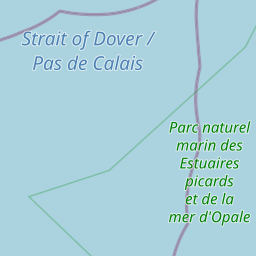 Strait of Dover /
Pas de Calais
Parc naturel
marin des
Estuaires
picards
et de la
mer d'Opale